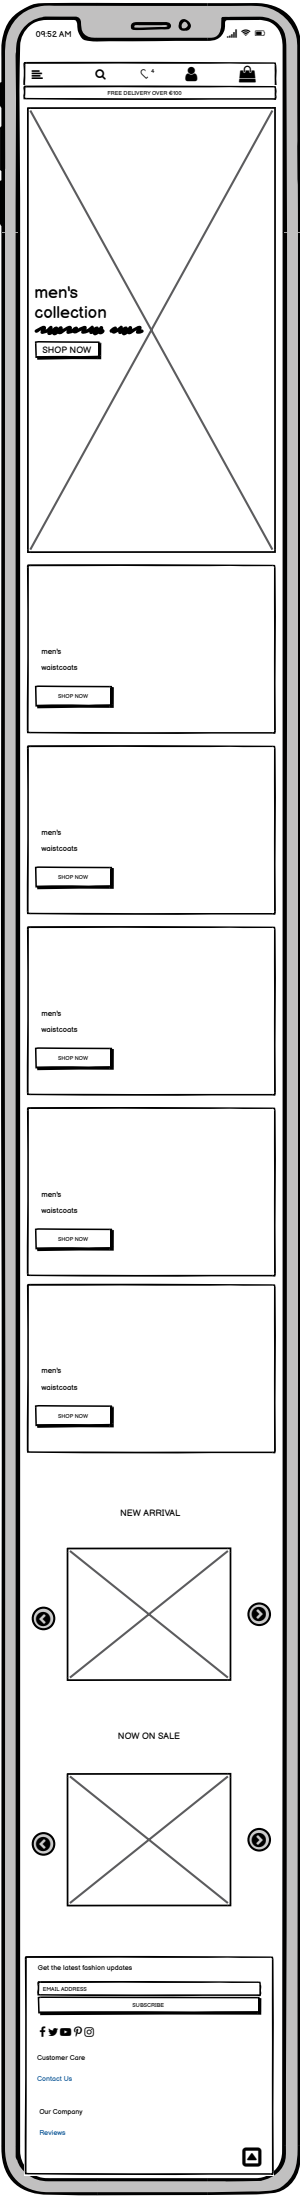 09:52 AM
4
FREE DELIVERY OVER €100
men's
collection
SHOP NOW
men's
waistcoats
SHOP NOW
men's
waistcoats
SHOP NOW
men's
waistcoats
SHOP NOW
men's
waistcoats
SHOP NOW
men's
waistcoats
SHOP NOW
NEW ARRIVAL
NOW ON SALE
Get the latest fashion updates
EMAIL ADDRESS
SUBSCRIBE
Customer Care
Contact Us
Our Company
Reviews